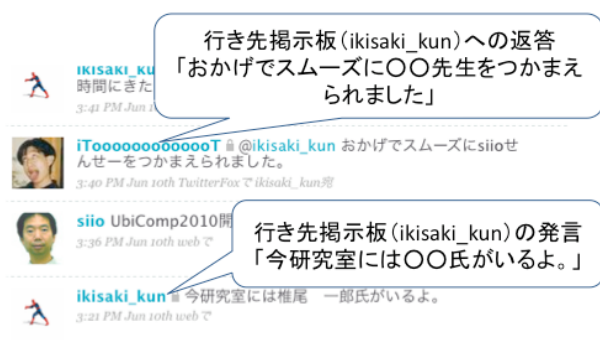 行き先掲示板(ikisaki_kun)への返答
「おかげでスムーズに〇〇先生をつかまえ
られました」
ikisaki_ku
時間にきた
3:41 PM Jun 1
iToooooooooooooT @ikisaki_kun おかげでスムーズにsiioせ
んせーをつかまえられました。
3:40 PM Jun 10th TwitterFoxで ikisaki_kun宛
siio UbiComp2010開
3:36 PM Jun 10th webで
行き先掲示板(ikisaki_kun)の発言
「今研究室には〇〇氏がいるよ。」
ikisaki_kun 今研究室には椎尾　一郎氏がいるよ。
3:21 PM Jun 10th webで